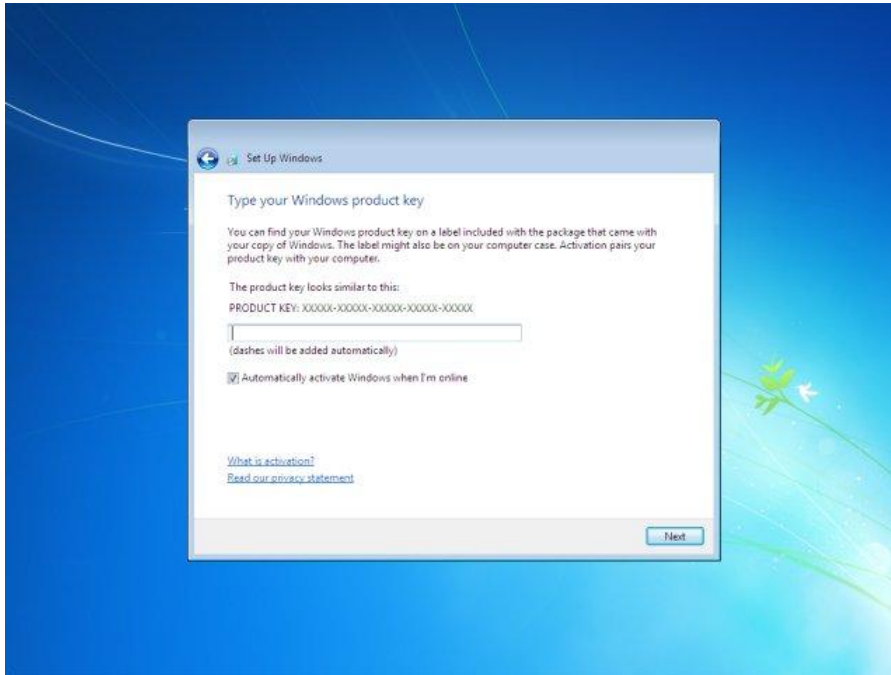 Set Up Windows
Type your Windows product key
You can find your Windows product key on a label included with the package that came with
your copy of Windows. The label might also be on your computer case. Activation pairs your
product key with your computer.
The product key looks similar to this:
PRODUCT KEY: XXXXX-XXXXX-XXXXX-XXXXX-XXXXX
(dashes will be added automatically)
Automatically activate Windows when I'm online
What is activation?
Read our privacy statement
Next